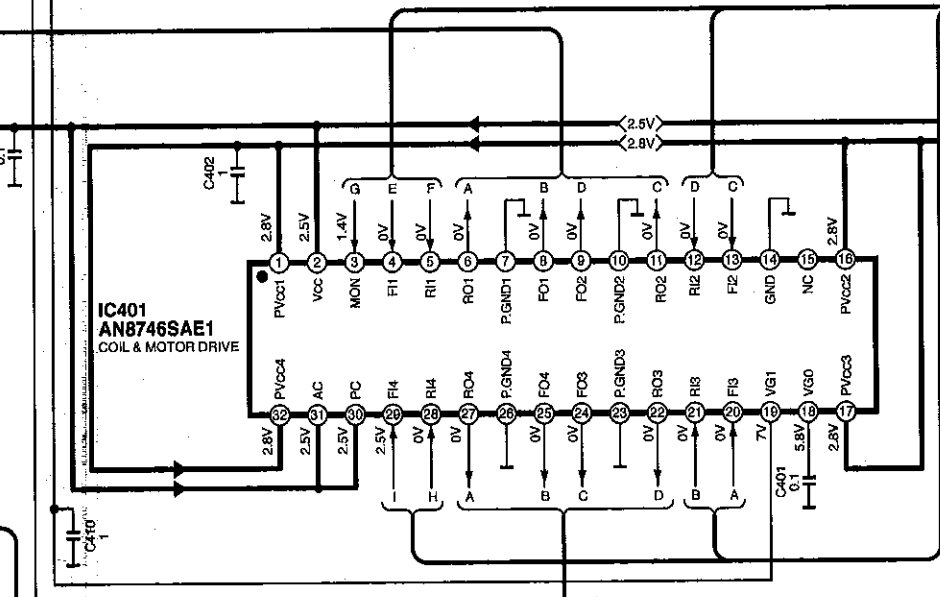 2.5V
2.8V
0.1
C402
1
G E F A B D C D C
2.8V 2.5V 1.4V 0V 0V 0V 0V 0V 0V 0V 0V 2.8V
1 2 3 4 5 6 7 8 9 10 11 12 13 14 15 16
PVcc1 Vcc MON FI1 RI1 RO1 P.GND1 FO1 FO2 P.GND2 RO2 RI2 FI2 GND NC PVcc2
IC401
AN8746SAE1
COIL & MOTOR DRIVE
PVcc4 AC PC FI4 RI4 RO4 P.GND4 FO4 FO3 P.GND3 RO3 RI3 FI3 VG1 VG0 PVcc3
32 31 30 29 28 27 26 25 24 23 22 21 20 19 18 17
2.8V 2.5V 2.5V 2.5V 0V 0V 0V 0V 0V 0V 0V 7V 5.8V 2.8V
I H A B C D B A
C401
0.1
C410
1